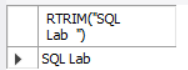 RTRIM("SQL
Lab  ")
SQL Lab